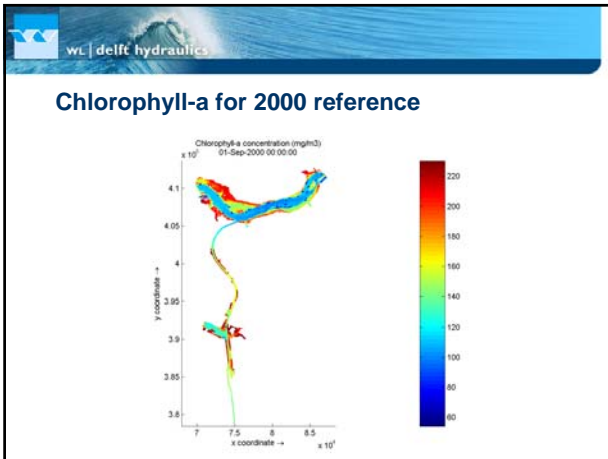 WL | delft hydraulics
Chlorophyll-a for 2000 reference
Chlorophyll-a concentration (mg/m3)
01-Sep-2000 00:00:00
x 10
4.1
4.05
4
3.95
3.9
3.85
3.8
y coordinate →
7 7.5 8 8.5
x coordinate →
x 10
220
200
180
160
140
120
100
80
60